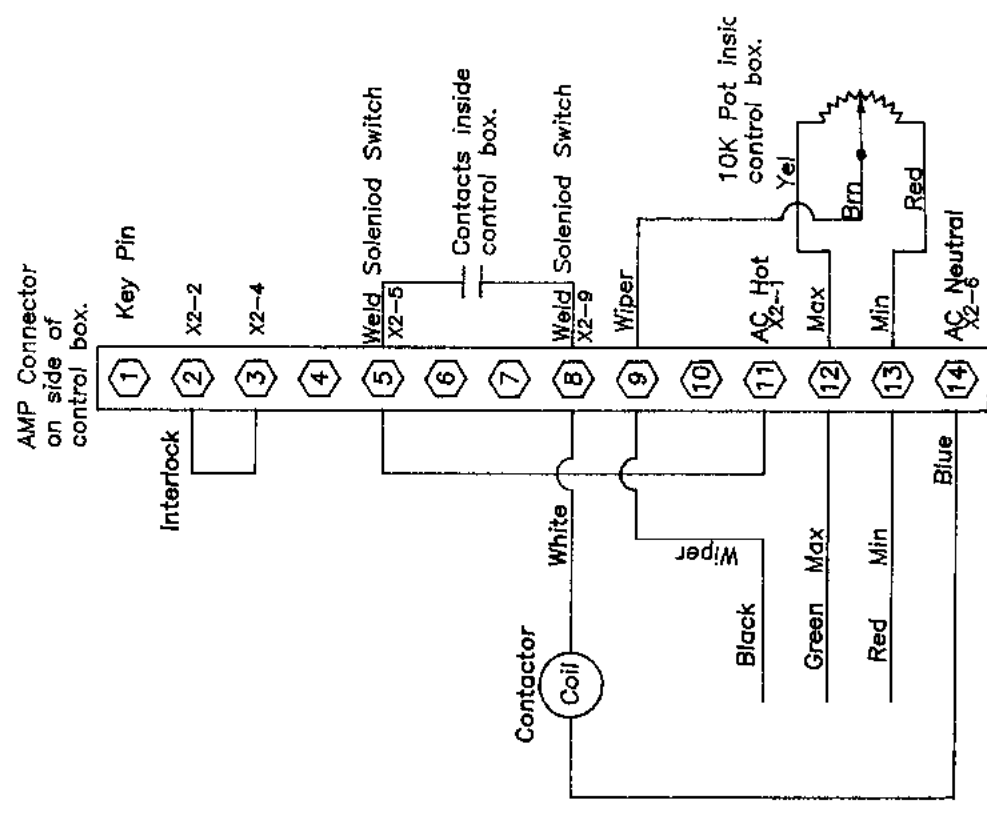 AMP Connector
on side of
control box.
Key Pin
X2-2
X2-4
Weld Soleniod Switch
X2-5
Contacts inside
control box.
Weld Soleniod Switch
X2-9
Wiper
10K Pot insic
control box.
Yel
Brn
Red
AC Hot
X2-1
Max
Min
AC Neutral
X2-6
1
2
3
4
5
6
7
8
9
10
11
12
13
14
Interlock
White
Wiper
Black
Green Max
Red Min
Blue
Contactor
Coil